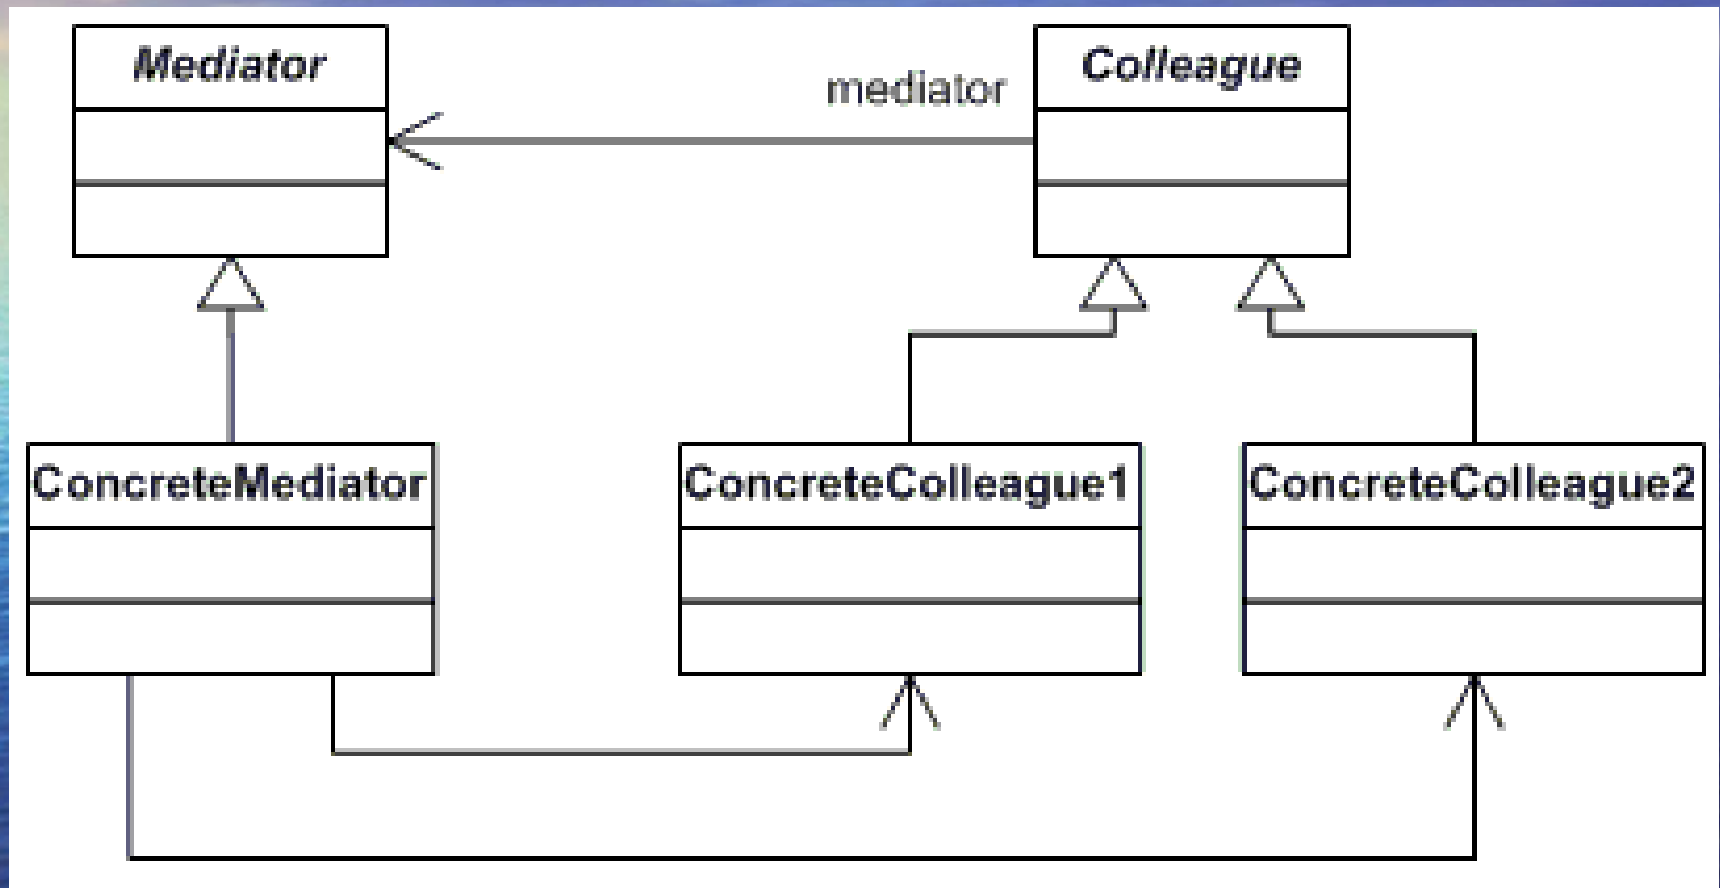 Mediator
mediator
Colleague
ConcreteMediator
ConcreteColleague1
ConcreteColleague2